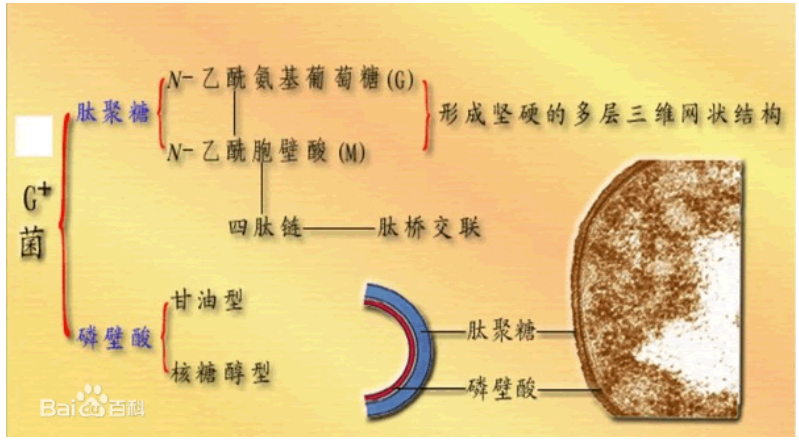 N-乙酰氨基葡萄糖(G)
肽聚糖
形成坚硬的多层三维网状结构
N-乙酰胞壁酸(M)
G+
菌
四肽链——肽桥交联
甘油型
磷壁酸
核糖醇型
肽聚糖
磷壁酸
Bai百科